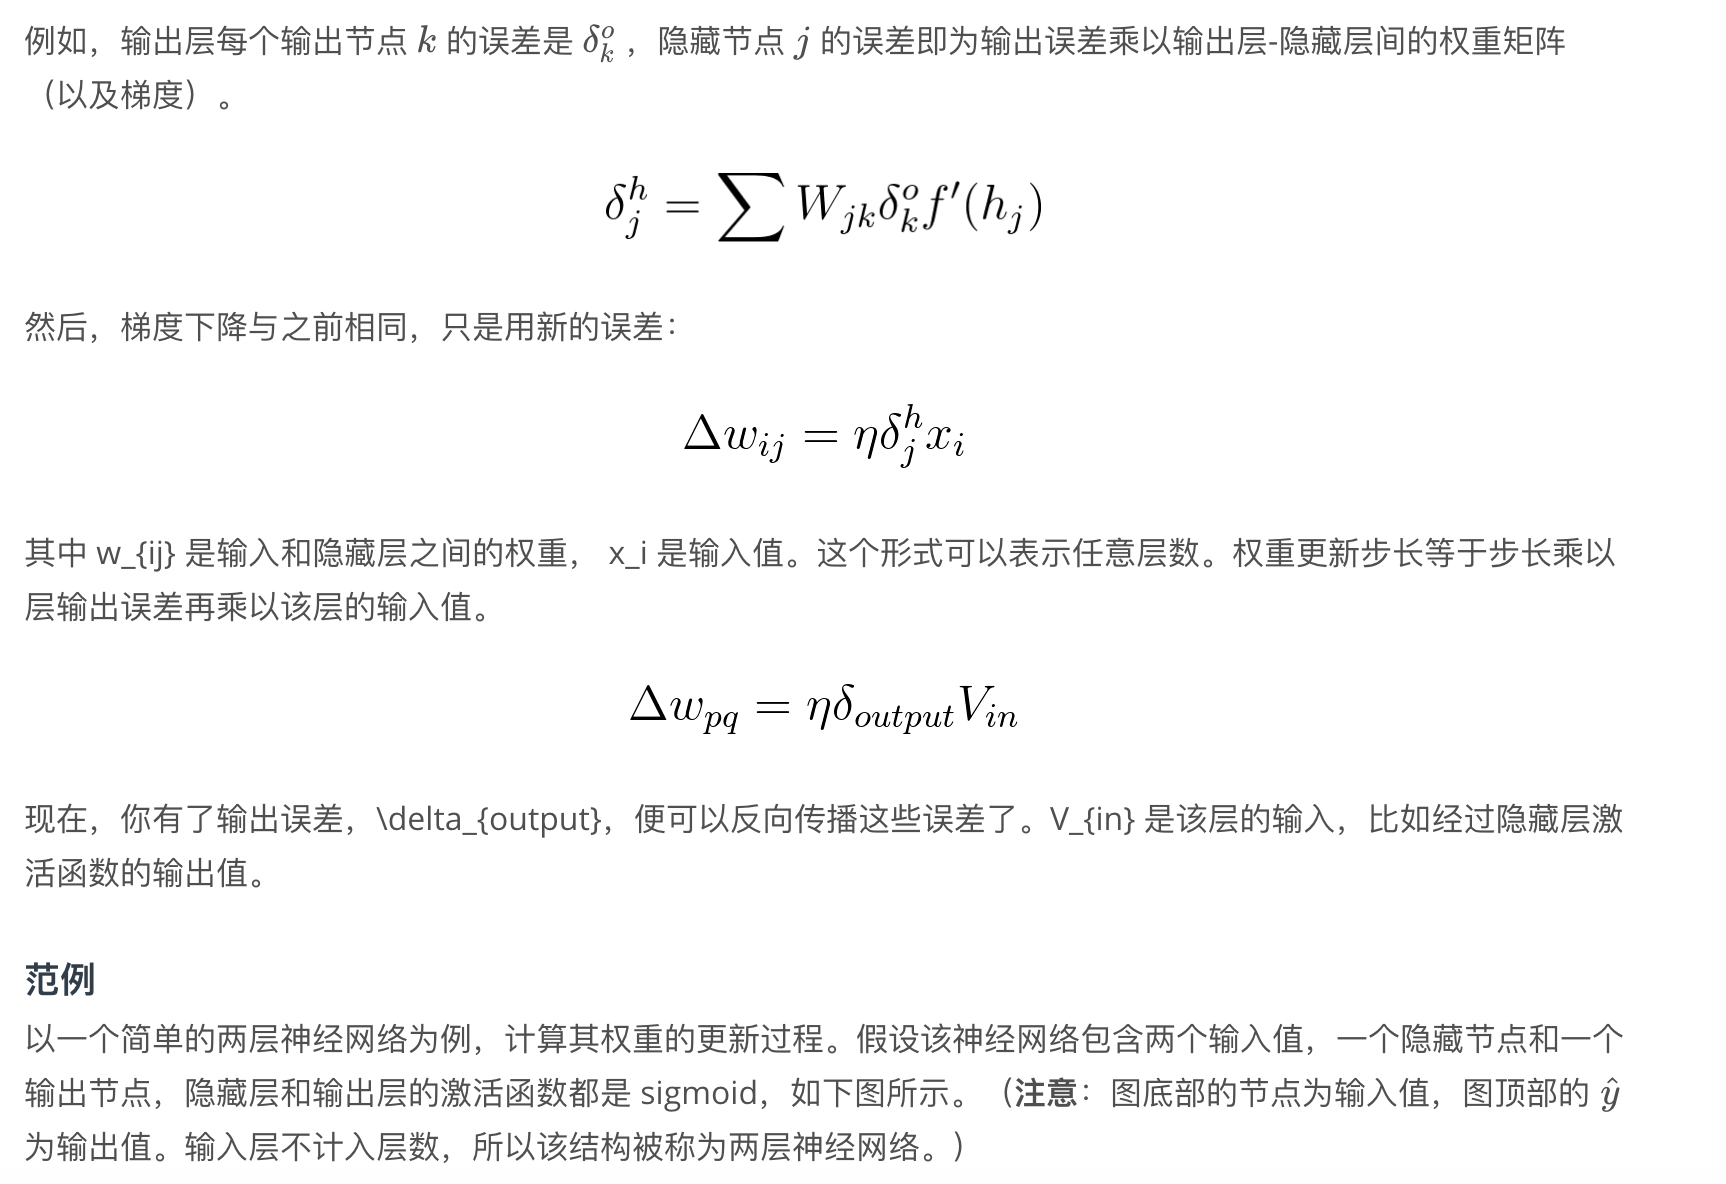 例如，输出层每个输出节点 k 的误差是 δ_k^o ，隐藏节点 j 的误差即为输出误差乘以输出层-隐藏层间的权重矩阵
（以及梯度）。
δ_j^h = ∑ W_{jk} δ_k^o f′(h_j)
然后，梯度下降与之前相同，只是用新的误差：
Δw_{ij} = ηδ_j^h x_i
其中 w_{ij} 是输入和隐藏层之间的权重， x_i 是输入值。这个形式可以表示任意层数。权重更新步长等于步长乘以
层输出误差再乘以该层的输入值。
Δw_{pq} = ηδ_{output}V_{in}
现在，你有了输出误差，\delta_{output}，便可以反向传播这些误差了。V_{in} 是该层的输入，比如经过隐藏层激
活函数的输出值。
范例
以一个简单的两层神经网络为例，计算其权重的更新过程。假设该神经网络包含两个输入值，一个隐藏节点和一个
输出节点，隐藏层和输出层的激活函数都是 sigmoid，如下图所示。（注意：图底部的节点为输入值，图顶部的 ŷ
为输出值。输入层不计入层数，所以该结构被称为两层神经网络。）